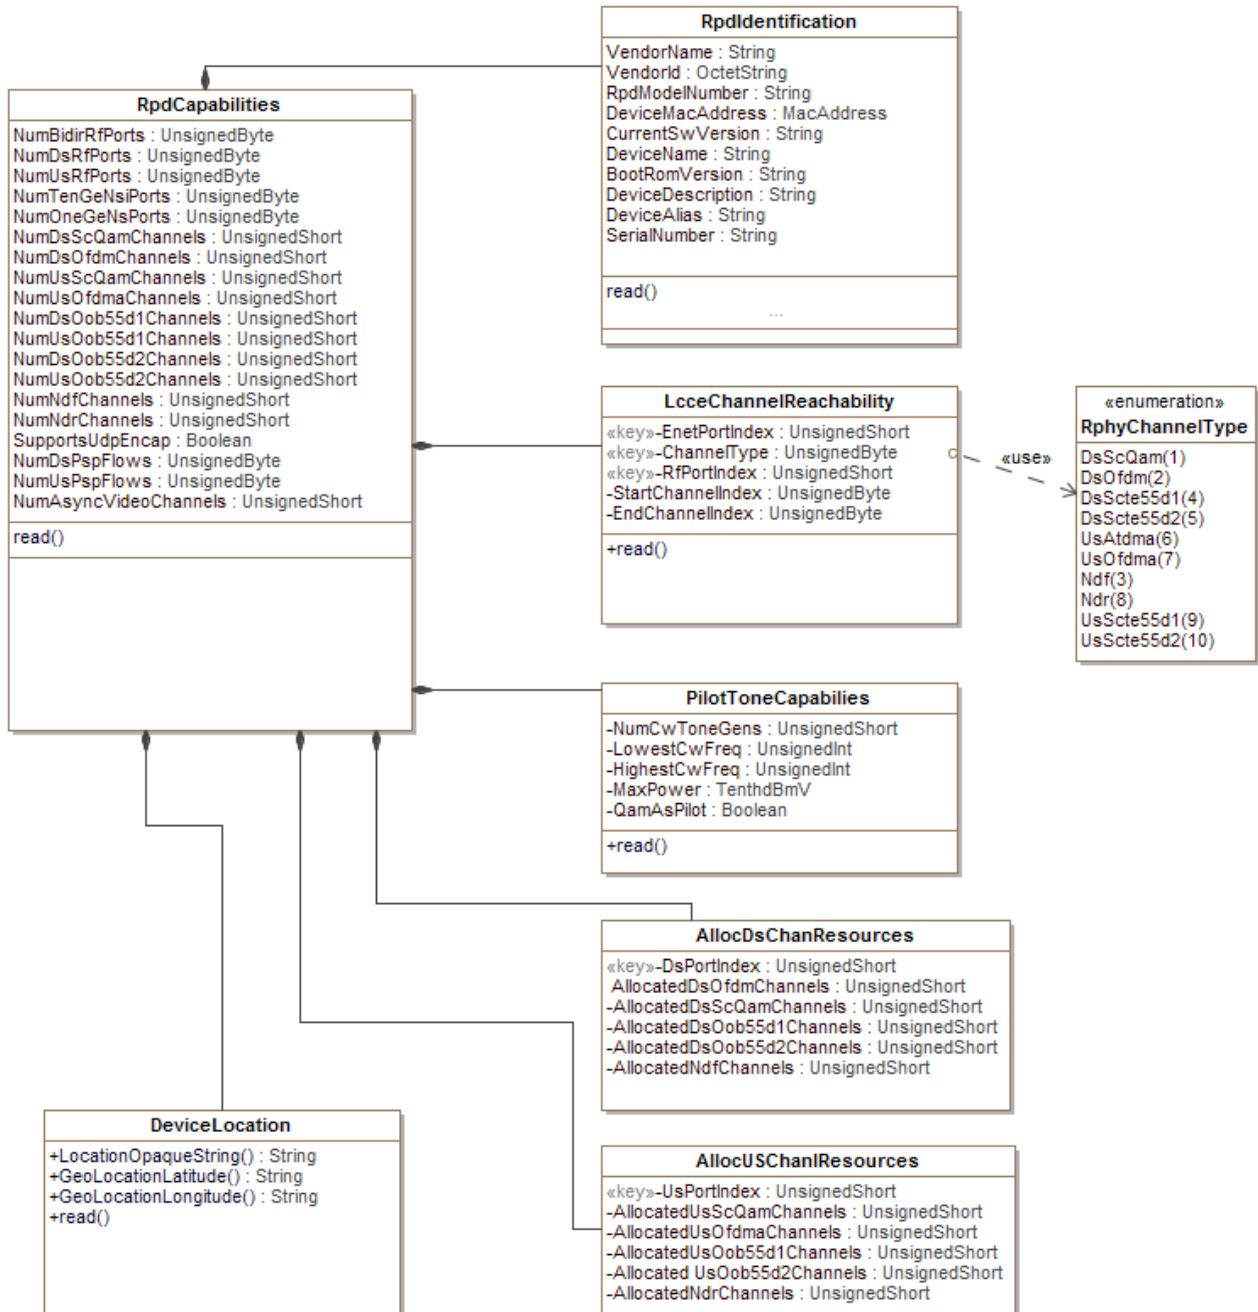 RpdIdentification
VendorName : String
VendorId : OctetString
RpdModelNumber : String
DeviceMacAddress : MacAddress
CurrentSwVersion : String
DeviceName : String
BootRomVersion : String
DeviceDescription : String
DeviceAlias : String
SerialNumber : String
read()
...
RpdCapabilities
NumBidirRfPorts : UnsignedByte
NumDsRfPorts : UnsignedByte
NumUsRfPorts : UnsignedByte
NumTenGeNsiPorts : UnsignedByte
NumOneGeNsPorts : UnsignedByte
NumDsScQamChannels : UnsignedShort
NumDsOfdmChannels : UnsignedShort
NumUsScQamChannels : UnsignedShort
NumUsOfdmaChannels : UnsignedShort
NumDsOob55d1Channels : UnsignedShort
NumUsOob55d1Channels : UnsignedShort
NumDsOob55d2Channels : UnsignedShort
NumUsOob55d2Channels : UnsignedShort
NumNdfChannels : UnsignedShort
NumNdrChannels : UnsignedShort
SupportsUdpEncap : Boolean
NumDsPspFlows : UnsignedByte
NumUsPspFlows : UnsignedByte
NumAsyncVideoChannels : UnsignedShort
read()
LcceChannelReachability
«key»-EnetPortIndex : UnsignedShort
«key»-ChannelType : UnsignedByte
«key»-RfPortIndex : UnsignedShort
-StartChannelIndex : UnsignedByte
-EndChannelIndex : UnsignedByte
+read()
«use»
«enumeration»
RphyChannelType
DsScQam(1)
DsOfdm(2)
DsScte55d1(4)
DsScte55d2(5)
UsAtdma(6)
UsOfdma(7)
Ndf(3)
Ndr(8)
UsScte55d1(9)
UsScte55d2(10)
PilotToneCapabilies
-NumCwToneGens : UnsignedShort
-LowestCwFreq : UnsignedInt
-HighestCwFreq : UnsignedInt
-MaxPower : TenthdBmV
-QamAsPilot : Boolean
+read()
AllocDsChanResources
«key»-DsPortIndex : UnsignedShort
AllocatedDsOfdmChannels : UnsignedShort
-AllocatedDsScQamChannels : UnsignedShort
-AllocatedDsOob55d1Channels : UnsignedShort
-AllocatedDsOob55d2Channels : UnsignedShort
-AllocatedNdfChannels : UnsignedShort
DeviceLocation
+LocationOpaqueString() : String
+GeoLocationLatitude() : String
+GeoLocationLongitude() : String
+read()
AllocUSChanlResources
«key»-UsPortIndex : UnsignedShort
-AllocatedUsScQamChannels : UnsignedShort
-AllocatedUsOfdmaChannels : UnsignedShort
-AllocatedUsOob55d1Channels : UnsignedShort
-Allocated UsOob55d2Channels : UnsignedShort
-AllocatedNdrChannels : UnsignedShort